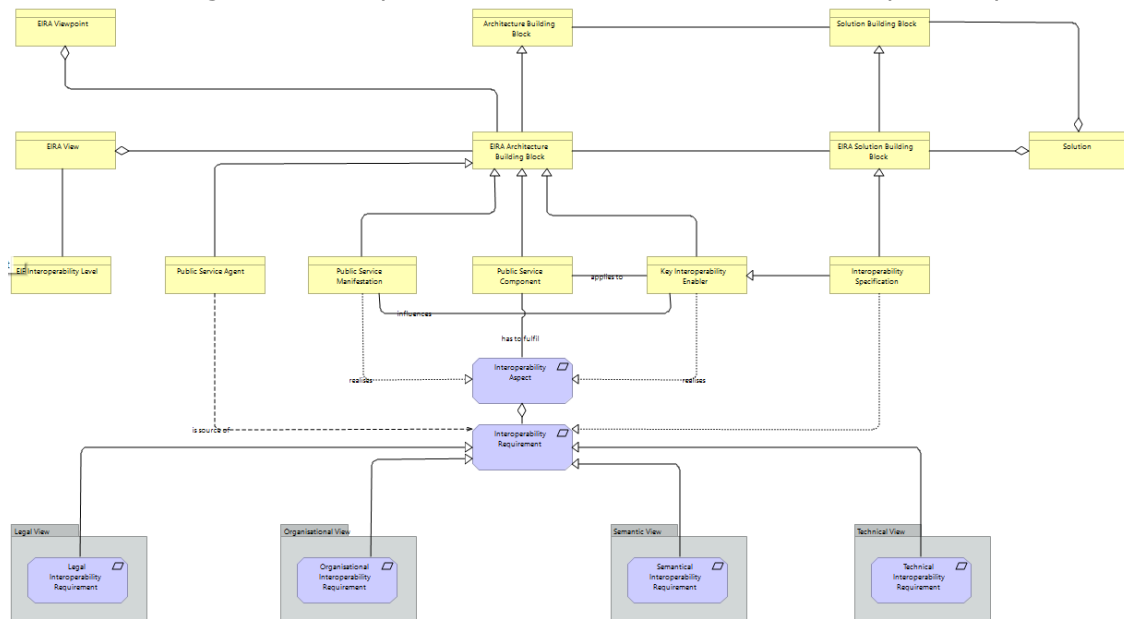 EIRA Viewpoint
Architecture Building
Block
Solution Building Block
EIRA View
EIRA Architecture
Building Block
EIRA Solution Building
Block
Solution
EIF Interoperability Level
Public Service Agent
Public Service
Manifestation
Public Service
Component
applies to
Key Interoperability
Enabler
Interoperability
Specification
influences
has to fulfil
Interoperability
Aspect
realises
realises
is source of
Interoperability
Requirement
Legal View
Organisational View
Semantic View
Technical View
Legal
Interoperability
Requirement
Organisational
Interoperability
Requirement
Semantical
Interoperability
Requirement
Technical
Interoperability
Requirement